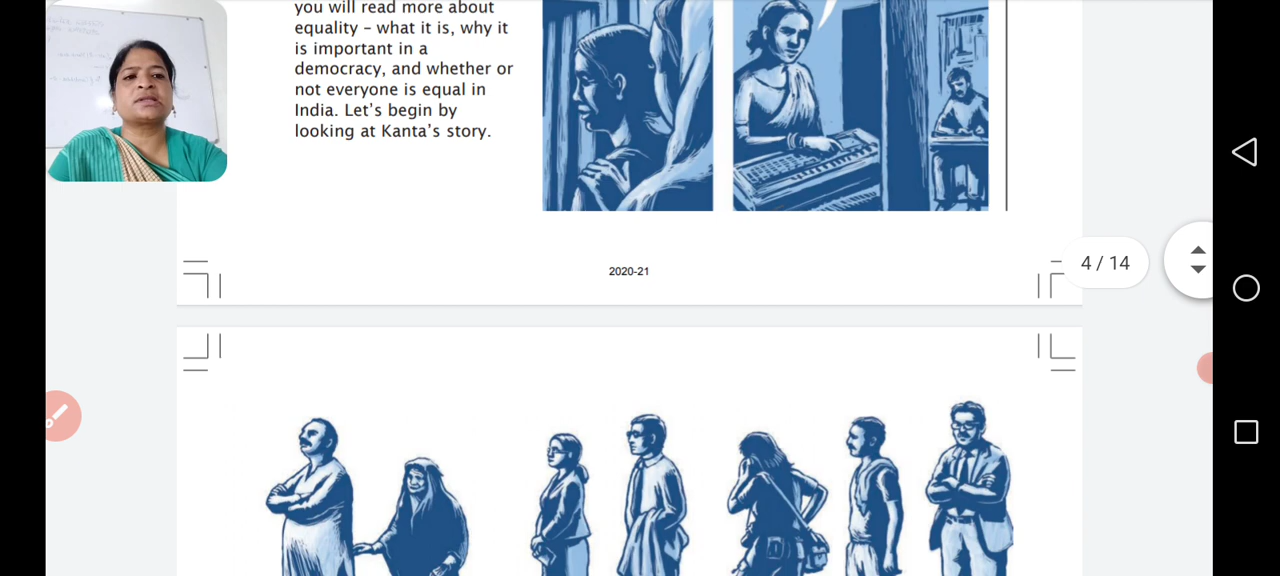 you will read more about
equality – what it is, why it
is important in a
democracy, and whether or
not everyone is equal in
India. Let's begin by
looking at Kanta's story.
2020-21
4 / 14